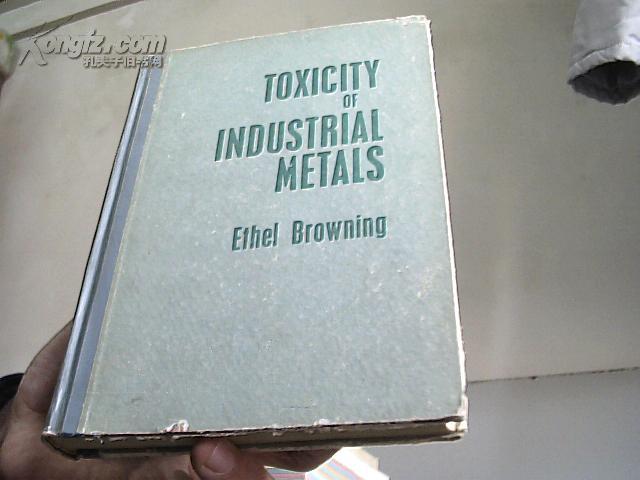 Kongfz.com
孔夫子旧书网
TOXICITY
OF
INDUSTRIAL
METALS
Ethel Browning